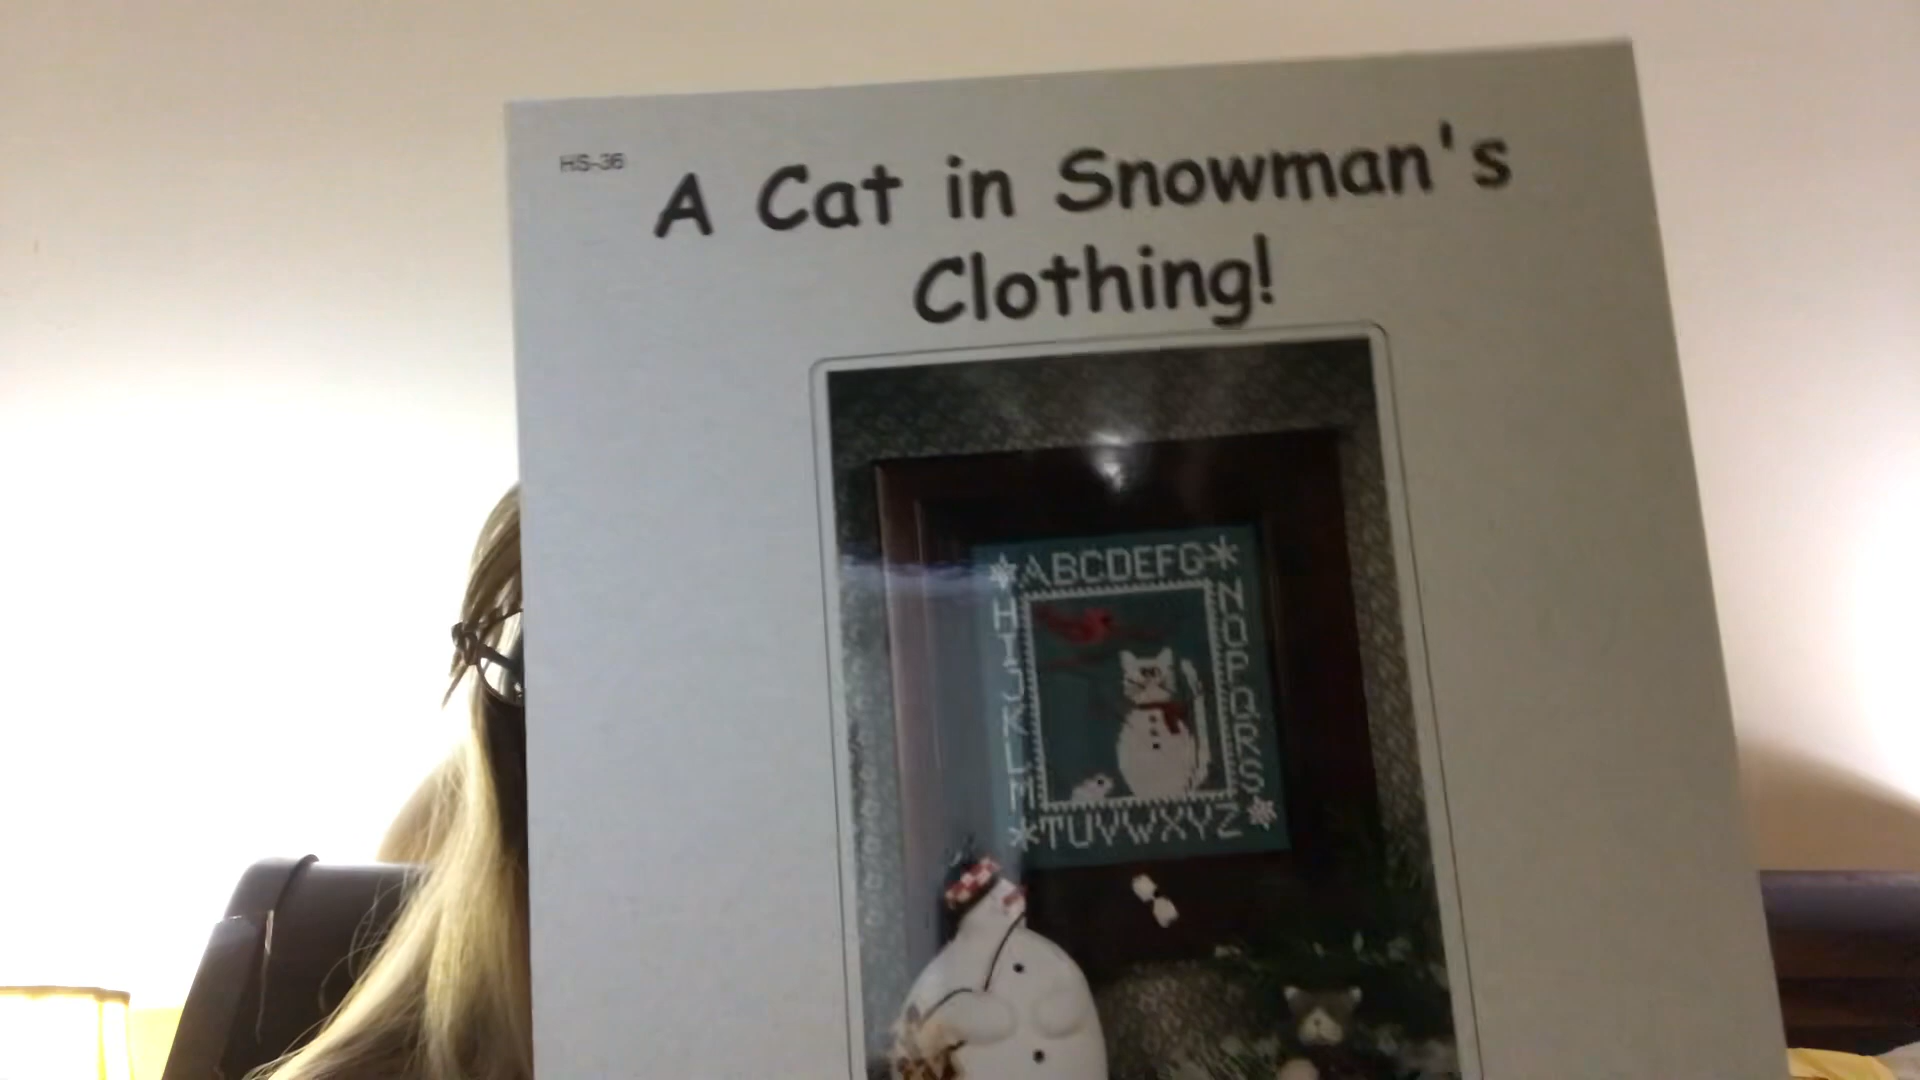 HS-36
A Cat in Snowman's
Clothing!
ABCDEFG
HIJKLM
NOPQRS
TUVWXYZ